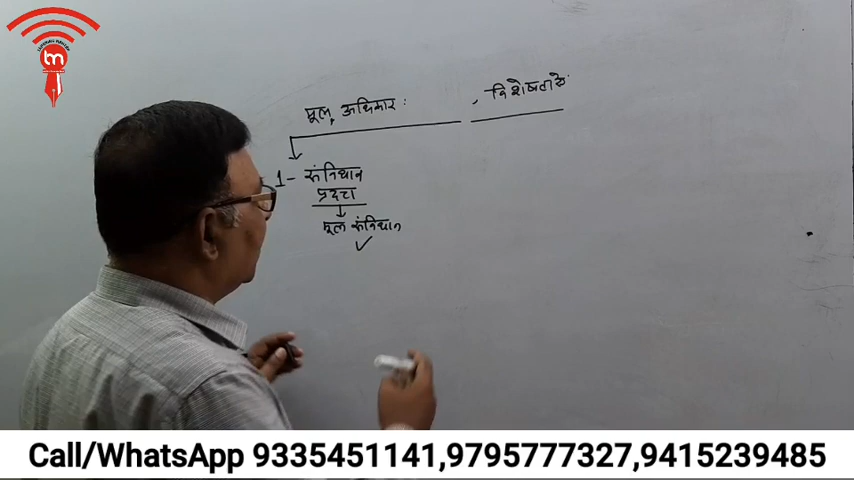 मूल अधिकार : , विशेषताऐं
1- संविधान
प्रदत्त
मूल संविधान
Call/WhatsApp 9335451141,9795777327,9415239485